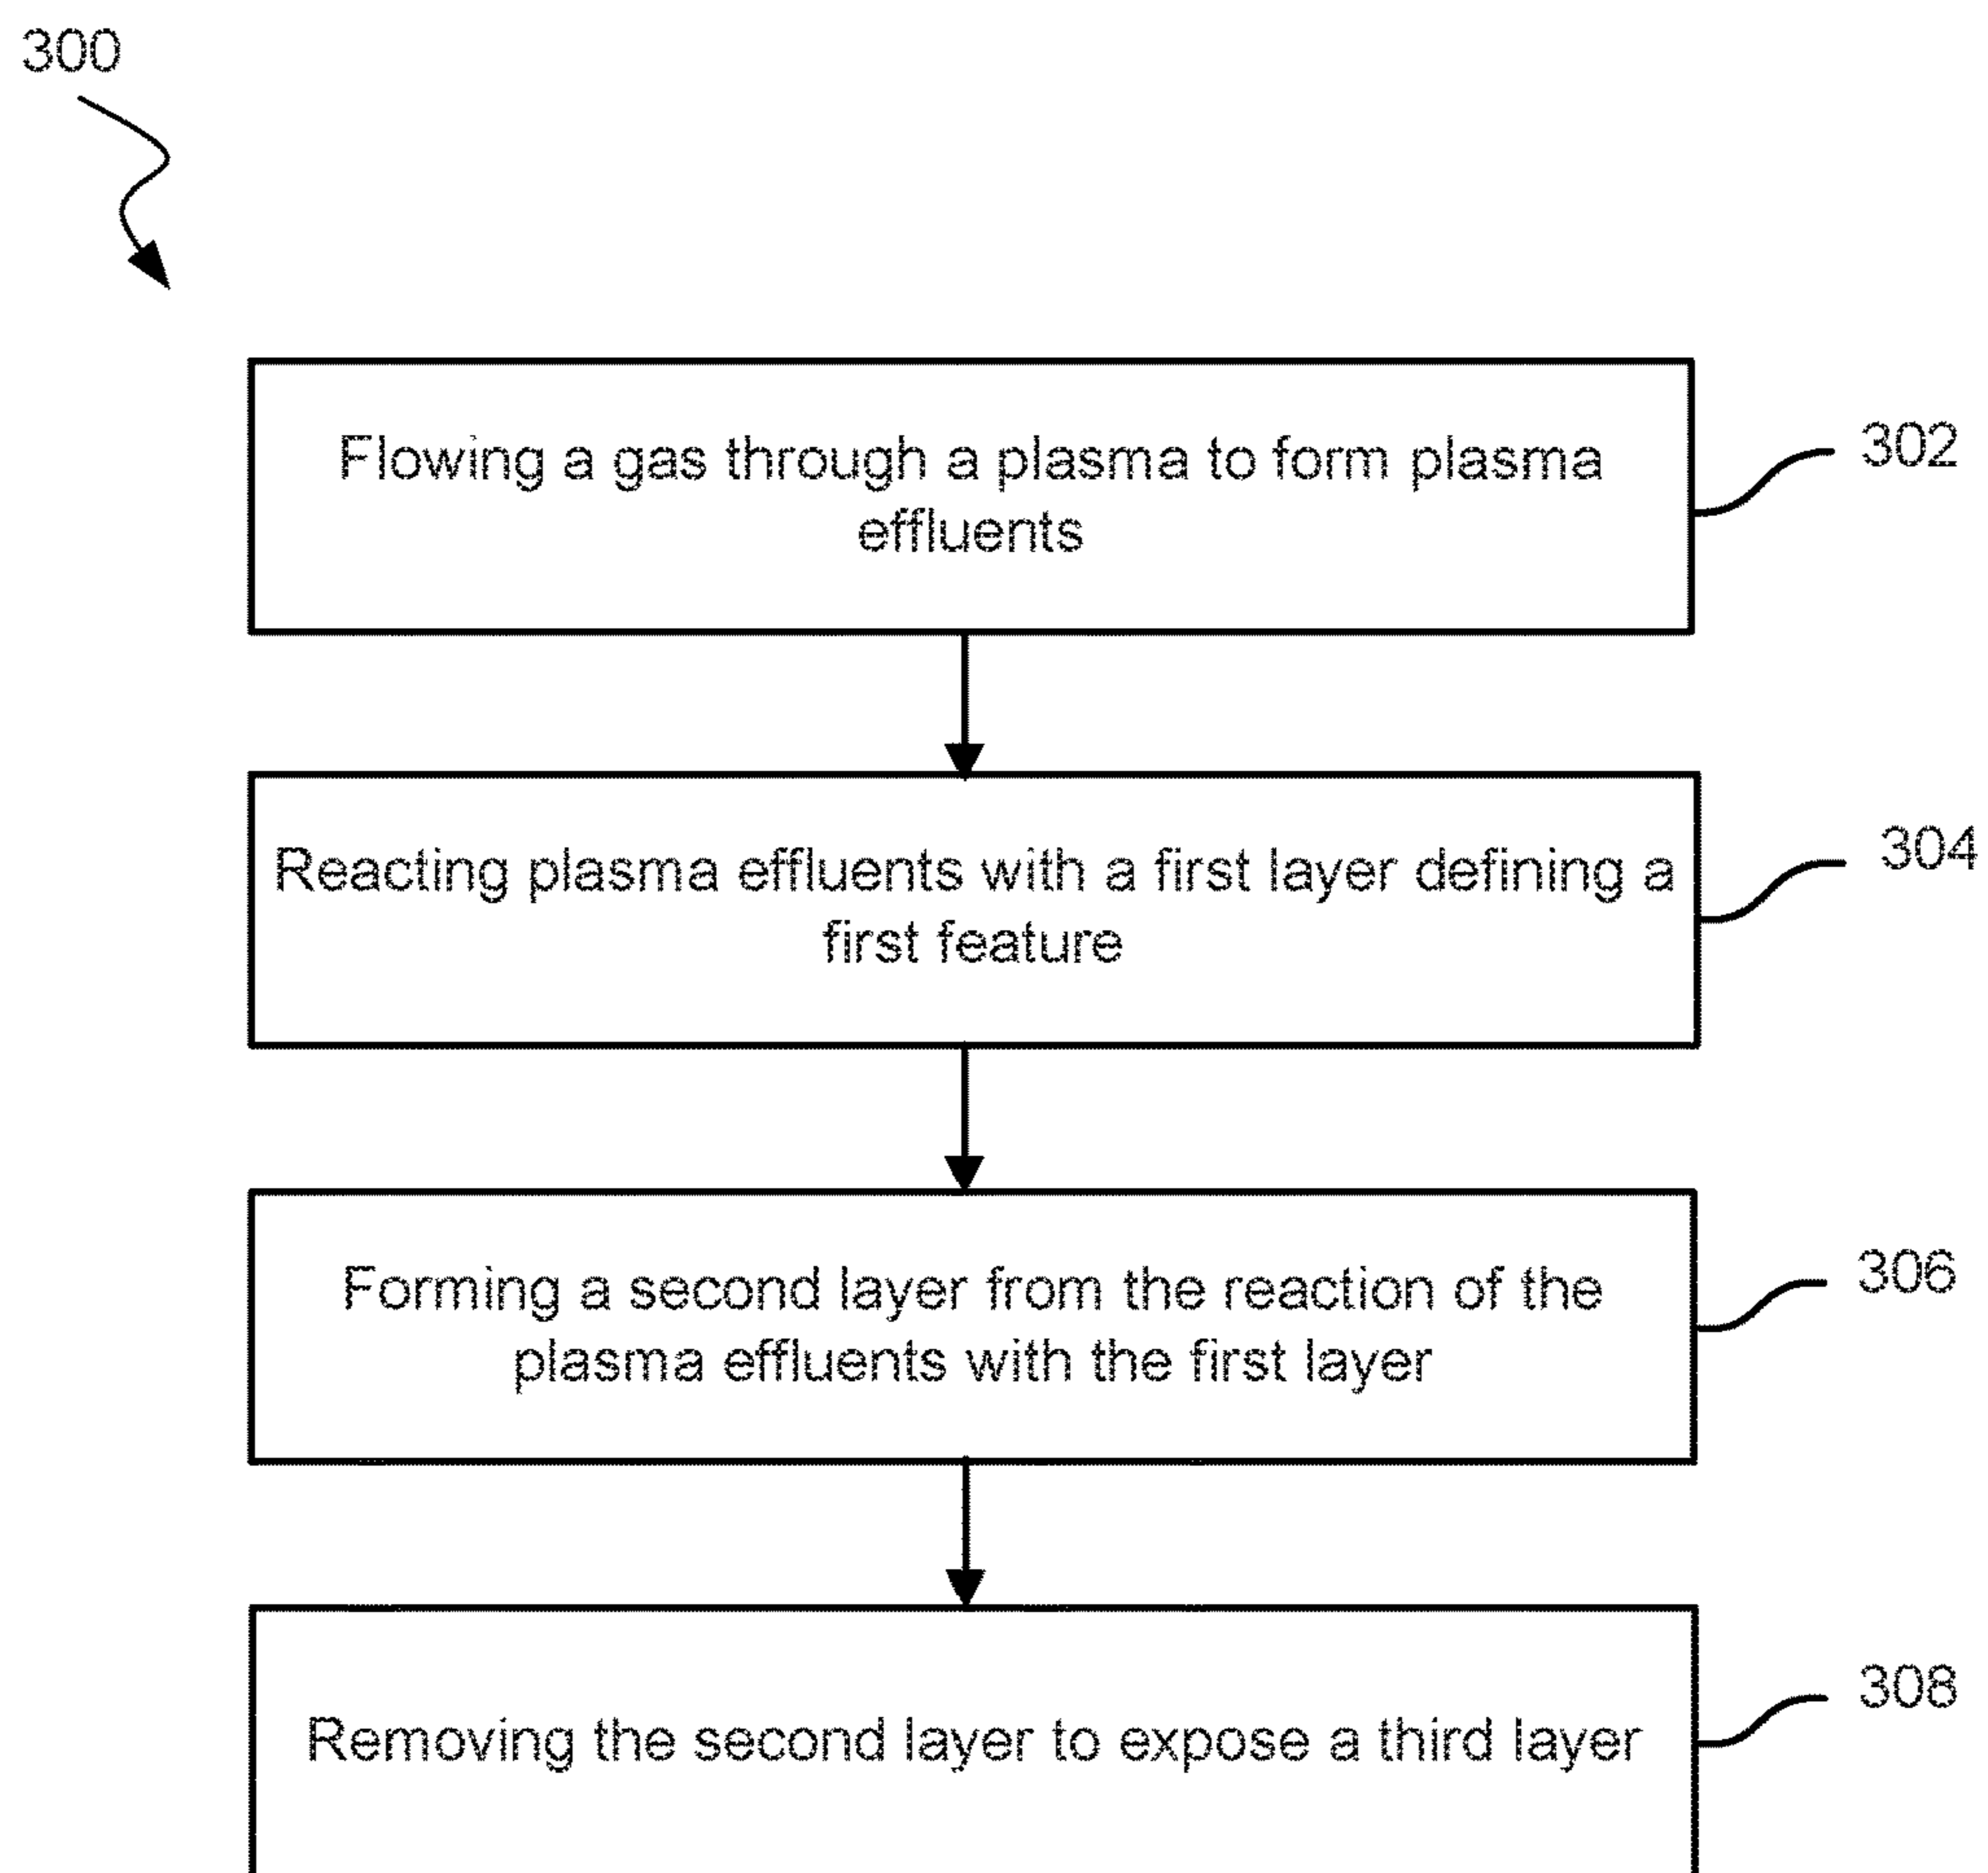 300
Flowing a gas through a plasma to form plasma
effluents
302
Reacting plasma effluents with a first layer defining a
first feature
304
Forming a second layer from the reaction of the
plasma effluents with the first layer
306
Removing the second layer to expose a third layer
308